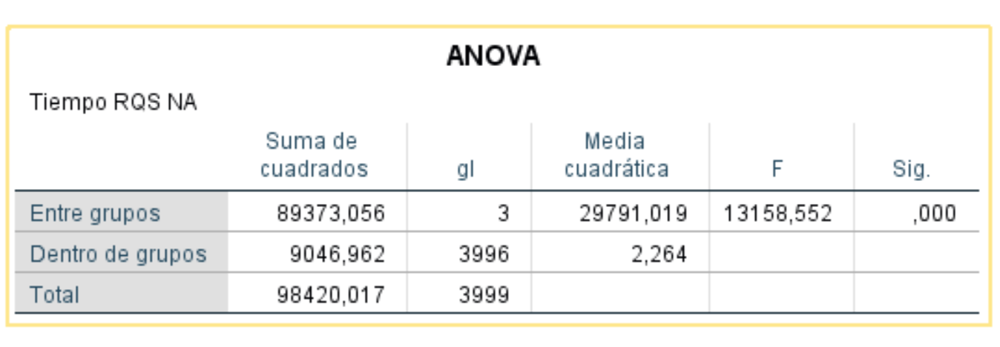 ANOVA
Tiempo RQS NA
Suma de cuadrados gl Media cuadrática F Sig.
Entre grupos 89373,056 3 29791,019 13158,552 ,000
Dentro de grupos 9046,962 3996 2,264
Total 98420,017 3999